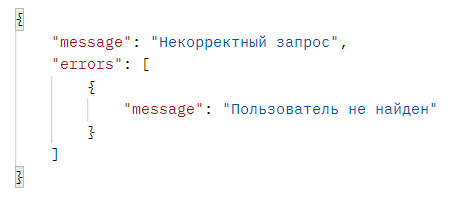 {
"message": "Некорректный запрос",
"errors": [
{
"message": "Пользователь не найден"
}
]
}